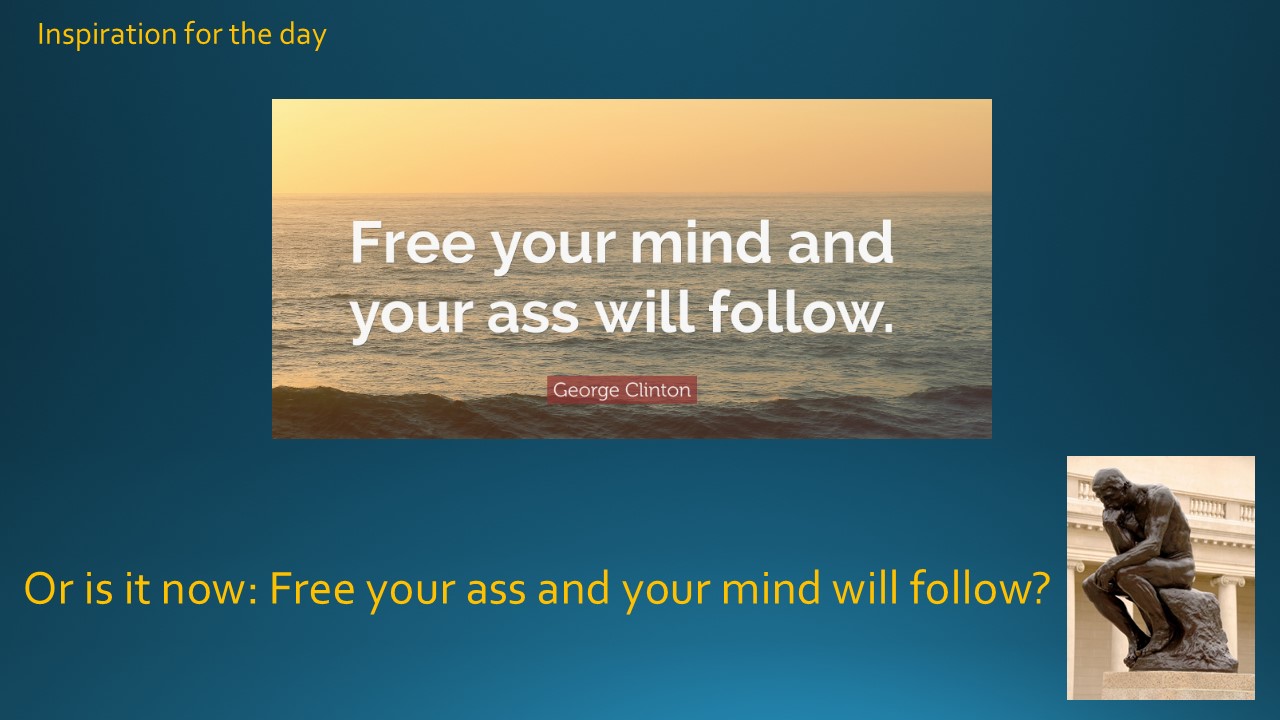 Inspiration for the day
Free your mind and
your ass will follow.
George Clinton
Or is it now: Free your ass and your mind will follow?